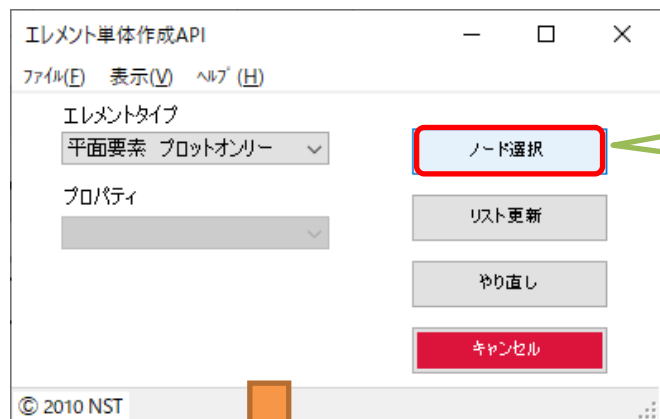 エレメント単体作成API
ﾌｧｲﾙ(F) 表示(V) ﾍﾙﾌﾟ(H)
エレメントタイプ
平面要素 プロットオンリー
ノード選択
プロパティ
リスト更新
やり直し
キャンセル
© 2010 NST